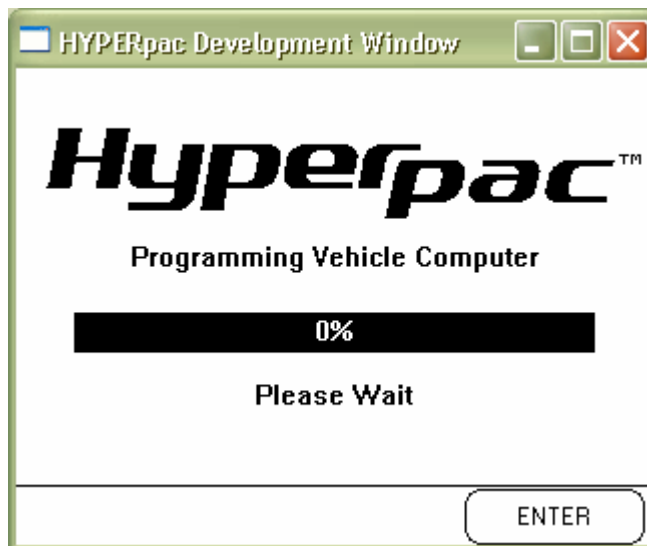 HYPERpac Development Window
Hyperpac™
Programming Vehicle Computer
0%
Please Wait
ENTER